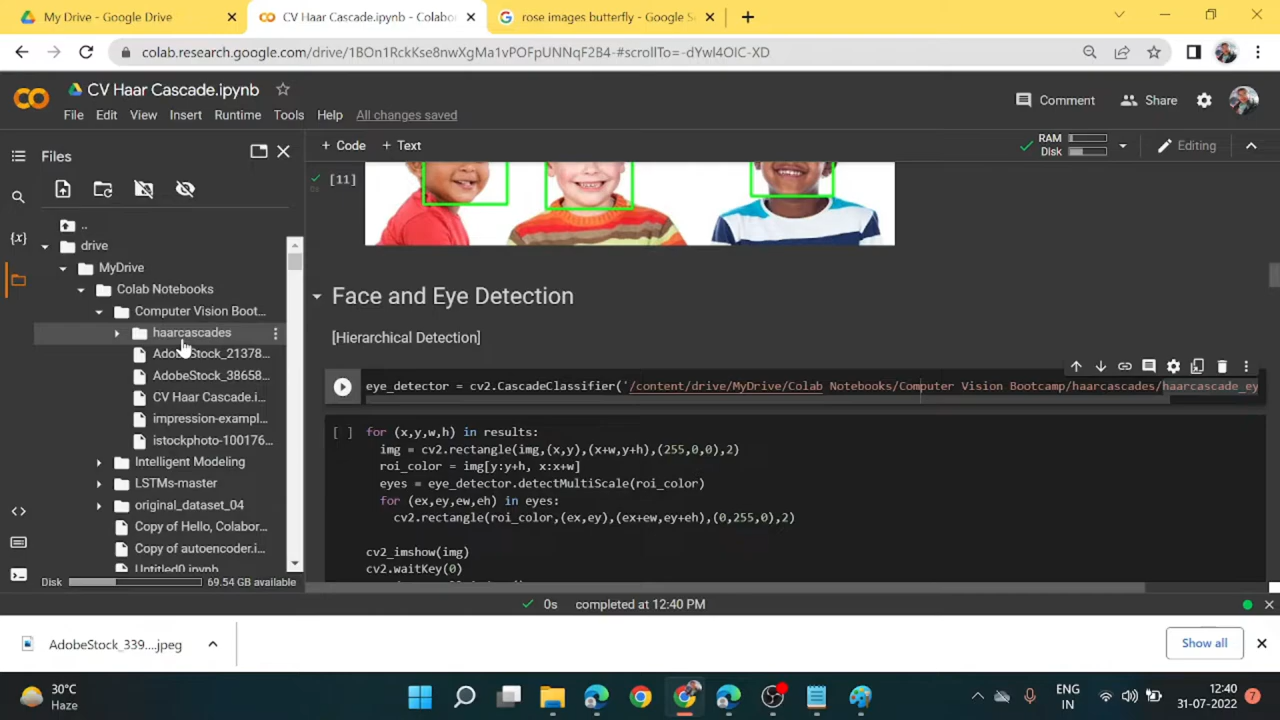 My Drive - Google Drive
CV Haar Cascade.ipynb - Colabo
rose images butterfly - Google Se
colab.research.google.com/drive/1BOn1RckKse8nwXgMa1vPOFpUNNqF2B4-#scrollTo=-dYwl4OIC-XD
CV Haar Cascade.ipynb
Comment
Share
File Edit View Insert Runtime Tools Help All changes saved
Files
+ Code + Text
RAM
Disk
Editing
[11]
..
drive
MyDrive
Colab Notebooks
Computer Vision Boot...
haarcascades
AdobeStock_21378...
AdobeStock_38658...
CV Haar Cascade.i...
impression-exampl...
istockphoto-100176...
Intelligent Modeling
LSTMs-master
original_dataset_04
Copy of Hello, Colabor...
Copy of autoencoder.i...
Untitled0.ipynb
Disk 69.54 GB available
Face and Eye Detection
[Hierarchical Detection]
eye_detector = cv2.CascadeClassifier('/content/drive/MyDrive/Colab Notebooks/Computer Vision Bootcamp/haarcascades/haarcascade_ey
[ ]
for (x,y,w,h) in results:
img = cv2.rectangle(img,(x,y),(x+w,y+h),(255,0,0),2)
roi_color = img[y:y+h, x:x+w]
eyes = eye_detector.detectMultiScale(roi_color)
for (ex,ey,ew,eh) in eyes:
cv2.rectangle(roi_color,(ex,ey),(ex+ew,ey+eh),(0,255,0),2)
cv2_imshow(img)
cv2.waitKey(0)
0s completed at 12:40 PM
AdobeStock_339....jpeg
Show all
30°C
Haze
ENG
IN
12:40
31-07-2022
7